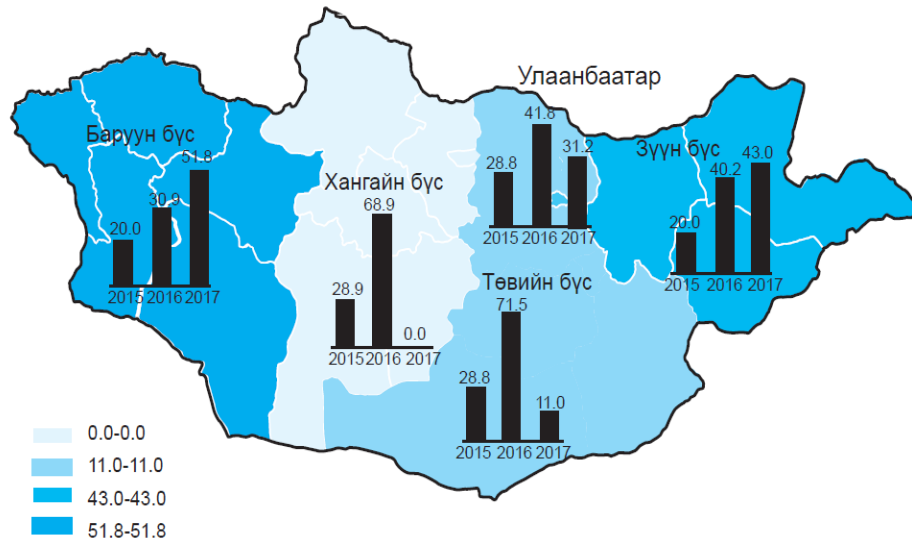 Улаанбаатар
28.8 41.8 31.2
2015 2016 2017
Баруун бүс
20.0 30.9 51.8
2015 2016 2017
Зүүн бүс
20.0 40.2 43.0
2015 2016 2017
Хангайн бүс
28.9 68.9 0.0
2015 2016 2017
Төвийн бүс
28.8 71.5 11.0
2015 2016 2017
0.0-0.0
11.0-11.0
43.0-43.0
51.8-51.8